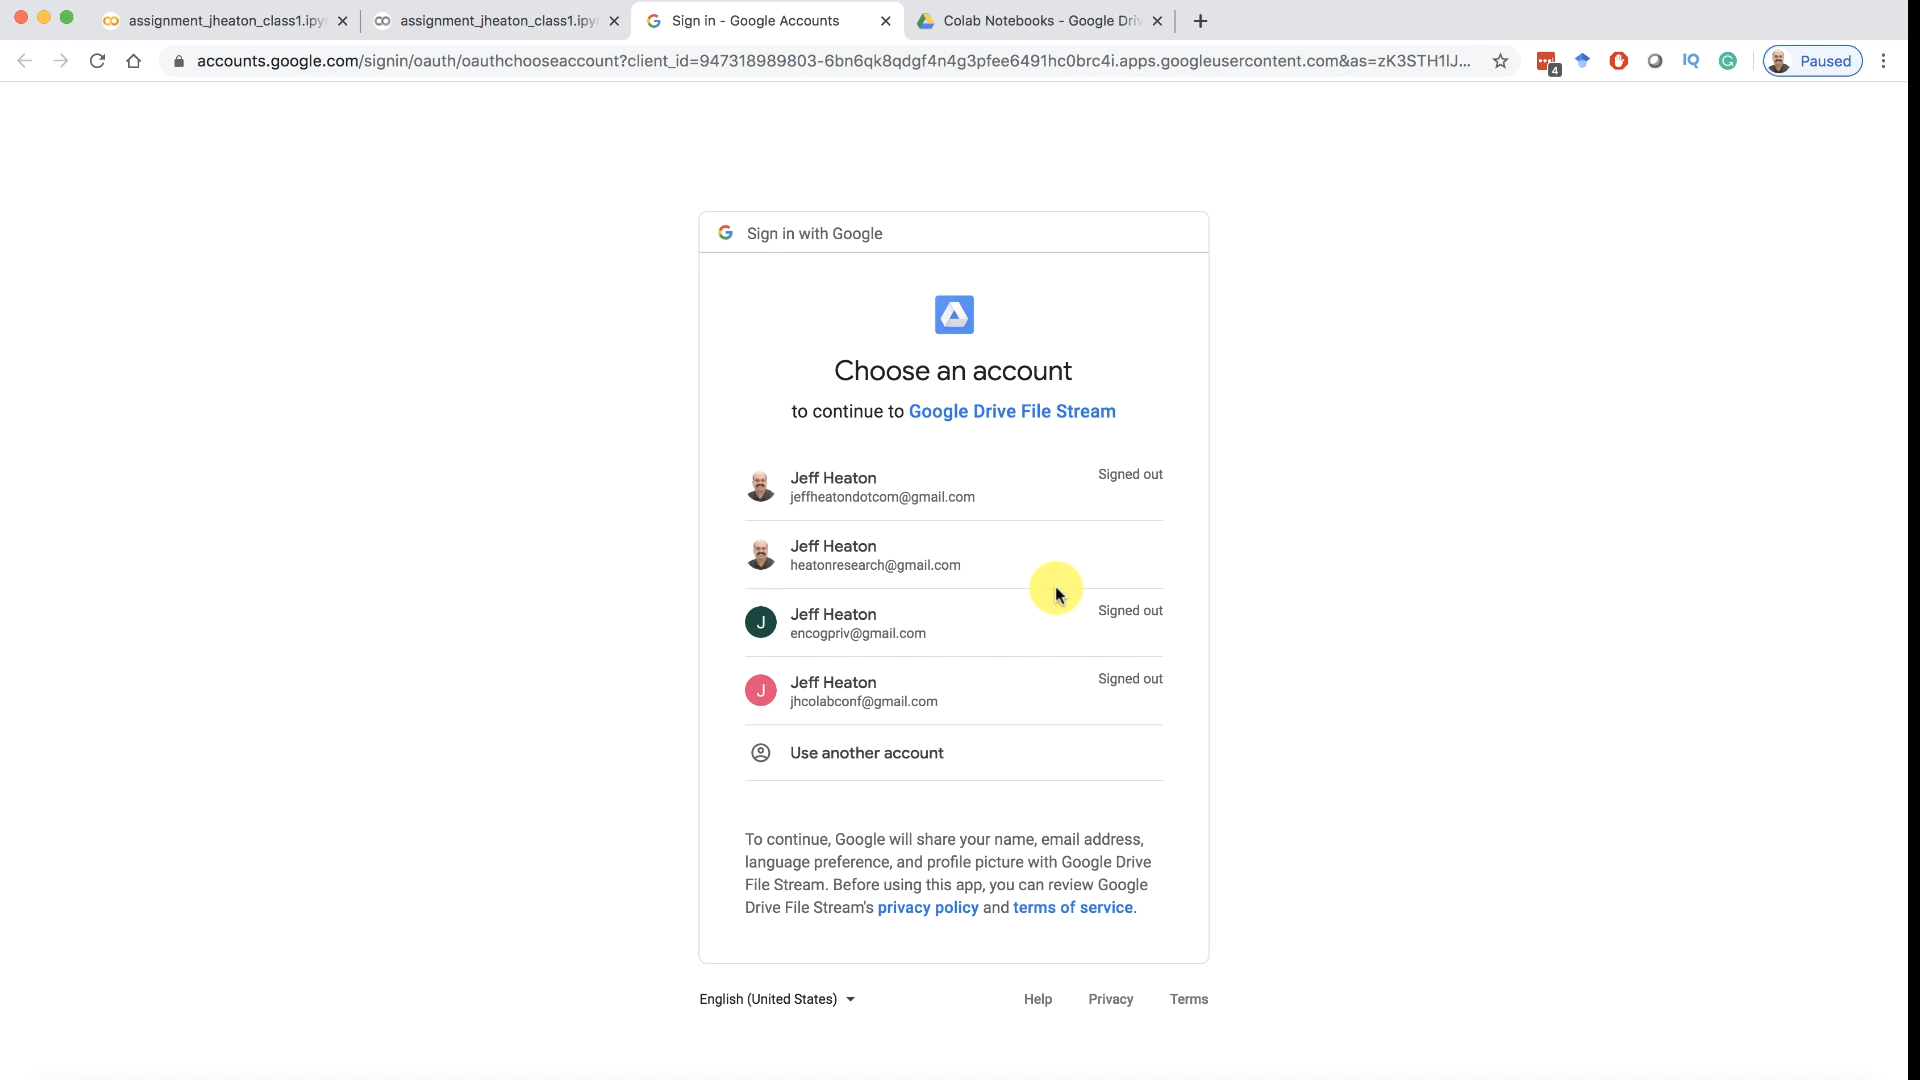 assignment_jheaton_class1.ipy
assignment_jheaton_class1.ipy
Sign in - Google Accounts
Colab Notebooks - Google Dri
accounts.google.com/signin/oauth/oauthchooseaccount?client_id=947318989803-6bn6qk8qdgf4n4g3pfee6491hc0brc4i.apps.googleusercontent.com&as=zK3STH1lJ...
4
IQ
Paused
Sign in with Google
Choose an account
to continue to Google Drive File Stream
Jeff Heaton
Signed out
jeffheatondotcom@gmail.com
Jeff Heaton
heatonresearch@gmail.com
J
Jeff Heaton
Signed out
encogpriv@gmail.com
J
Jeff Heaton
Signed out
jhcolabconf@gmail.com
Use another account
To continue, Google will share your name, email address,
language preference, and profile picture with Google Drive
File Stream. Before using this app, you can review Google
Drive File Stream's privacy policy and terms of service.
English (United States)
Help
Privacy
Terms